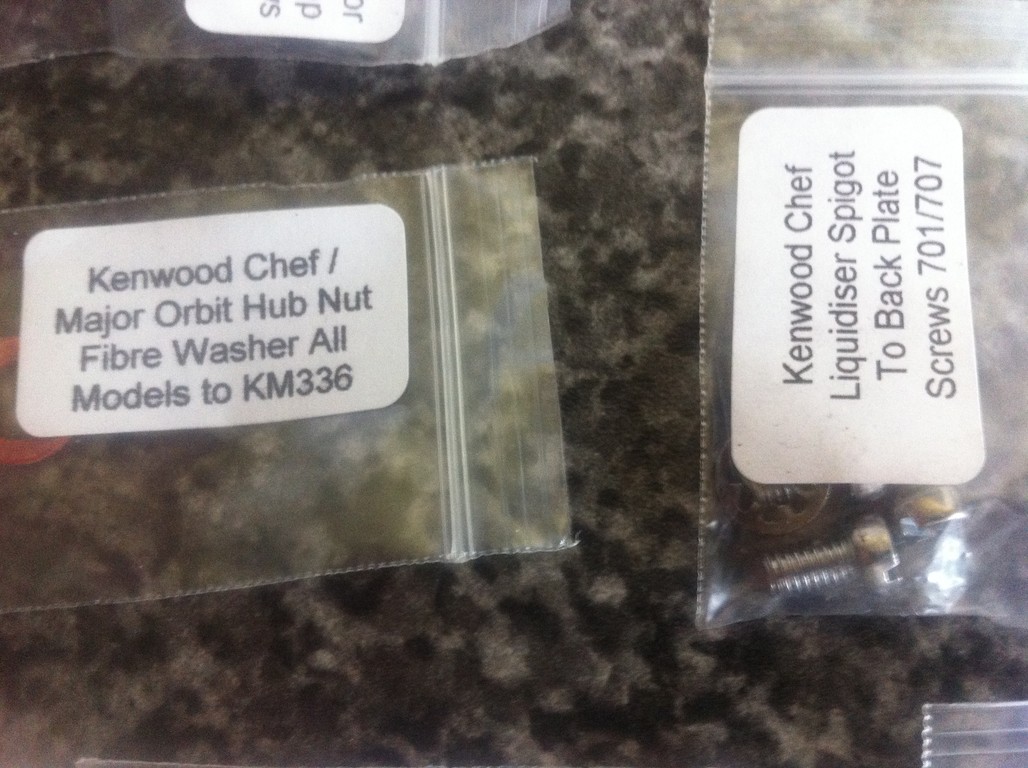 Kenwood Chef /
Major Orbit Hub Nut
Fibre Washer All
Models to KM336
Kenwood Chef
Liquidiser Spigot
To Back Plate
Screws 701/707